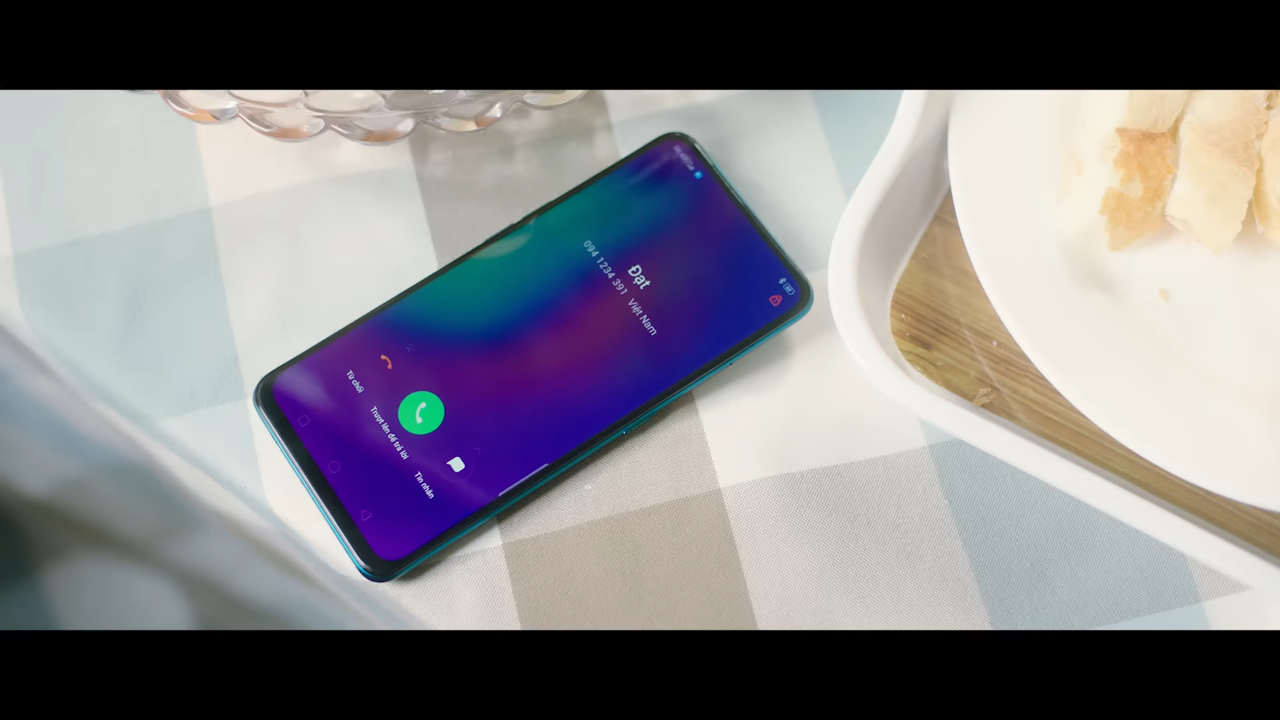 Đạt
094 1234 391 Việt Nam
Từ chối
Trượt lên để trả lời
Tin nhắn